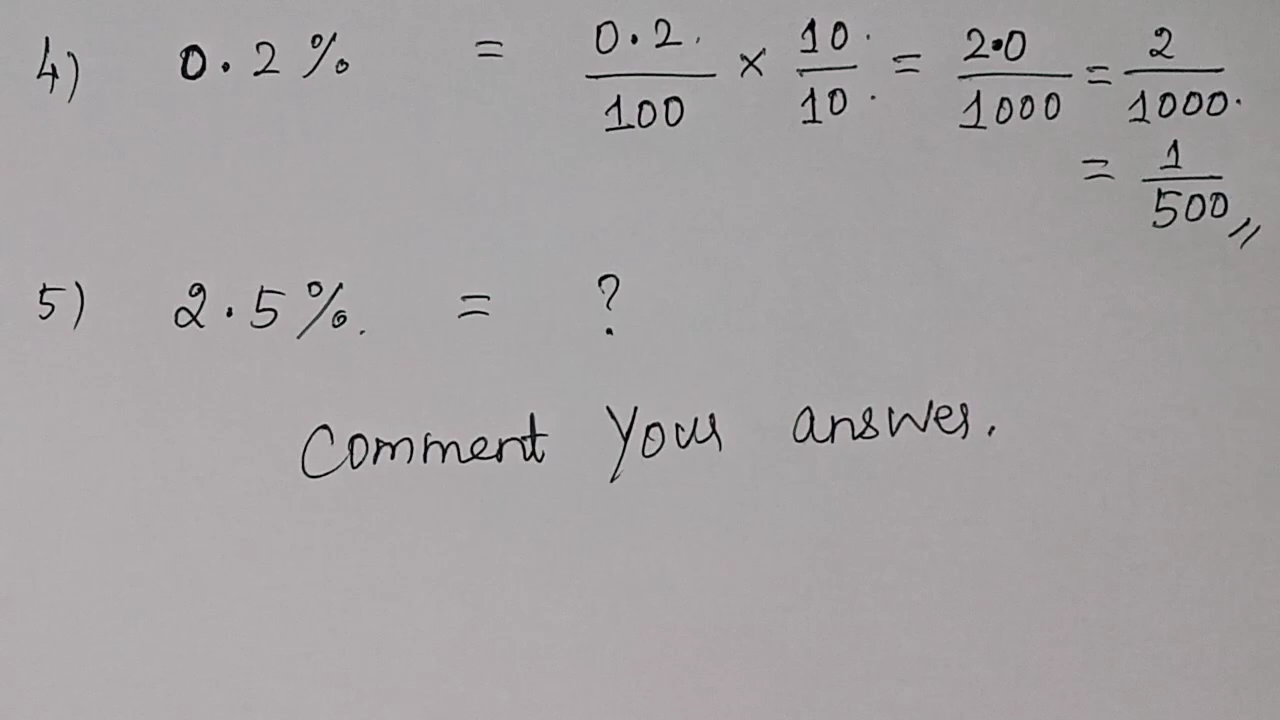 4) 0.2% = 0.2/100 × 10/10 = 2.0/1000 = 2/1000
= 1/500
5) 2.5% = ?
Comment Your answer.